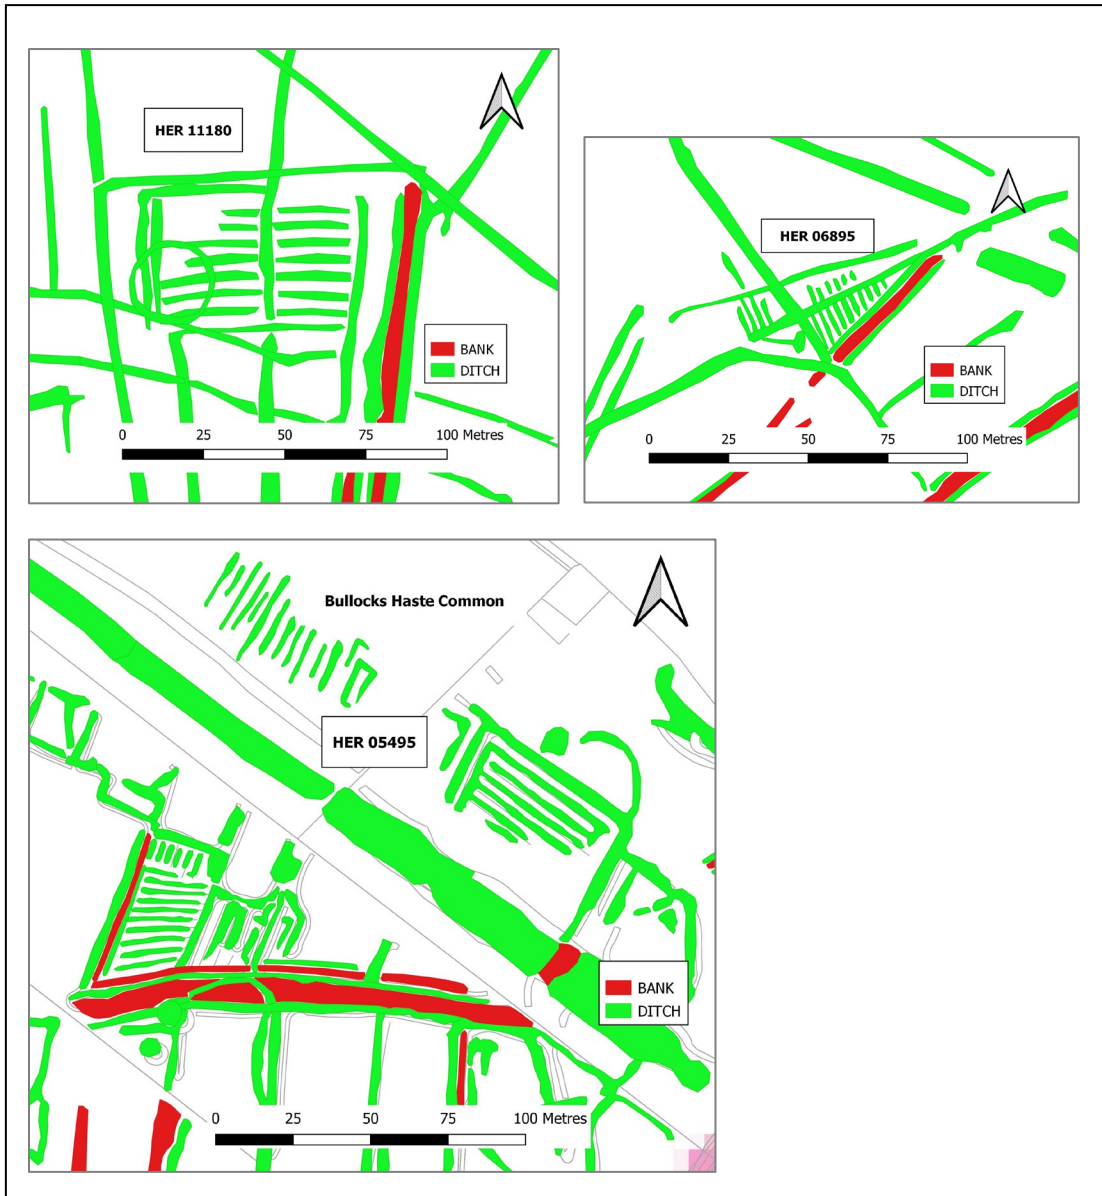 HER 11180
BANK
DITCH
0 25 50 75 100 Metres
HER 06895
BANK
DITCH
0 25 50 75 100 Metres
Bullocks Haste Common
HER 05495
BANK
DITCH
0 25 50 75 100 Metres